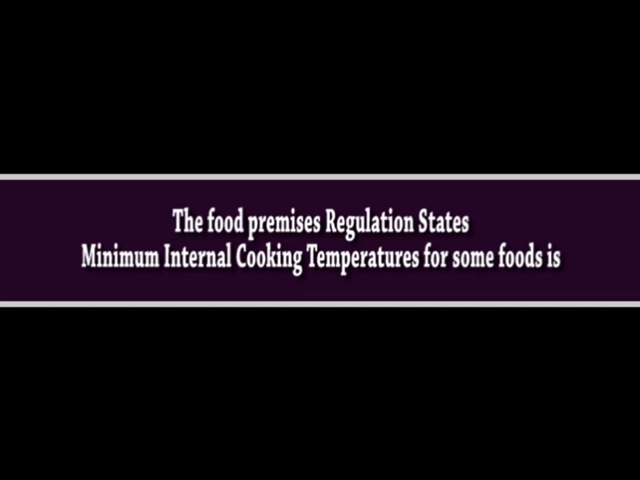 The food premises Regulation States
Minimum Internal Cooking Temperatures for some foods is